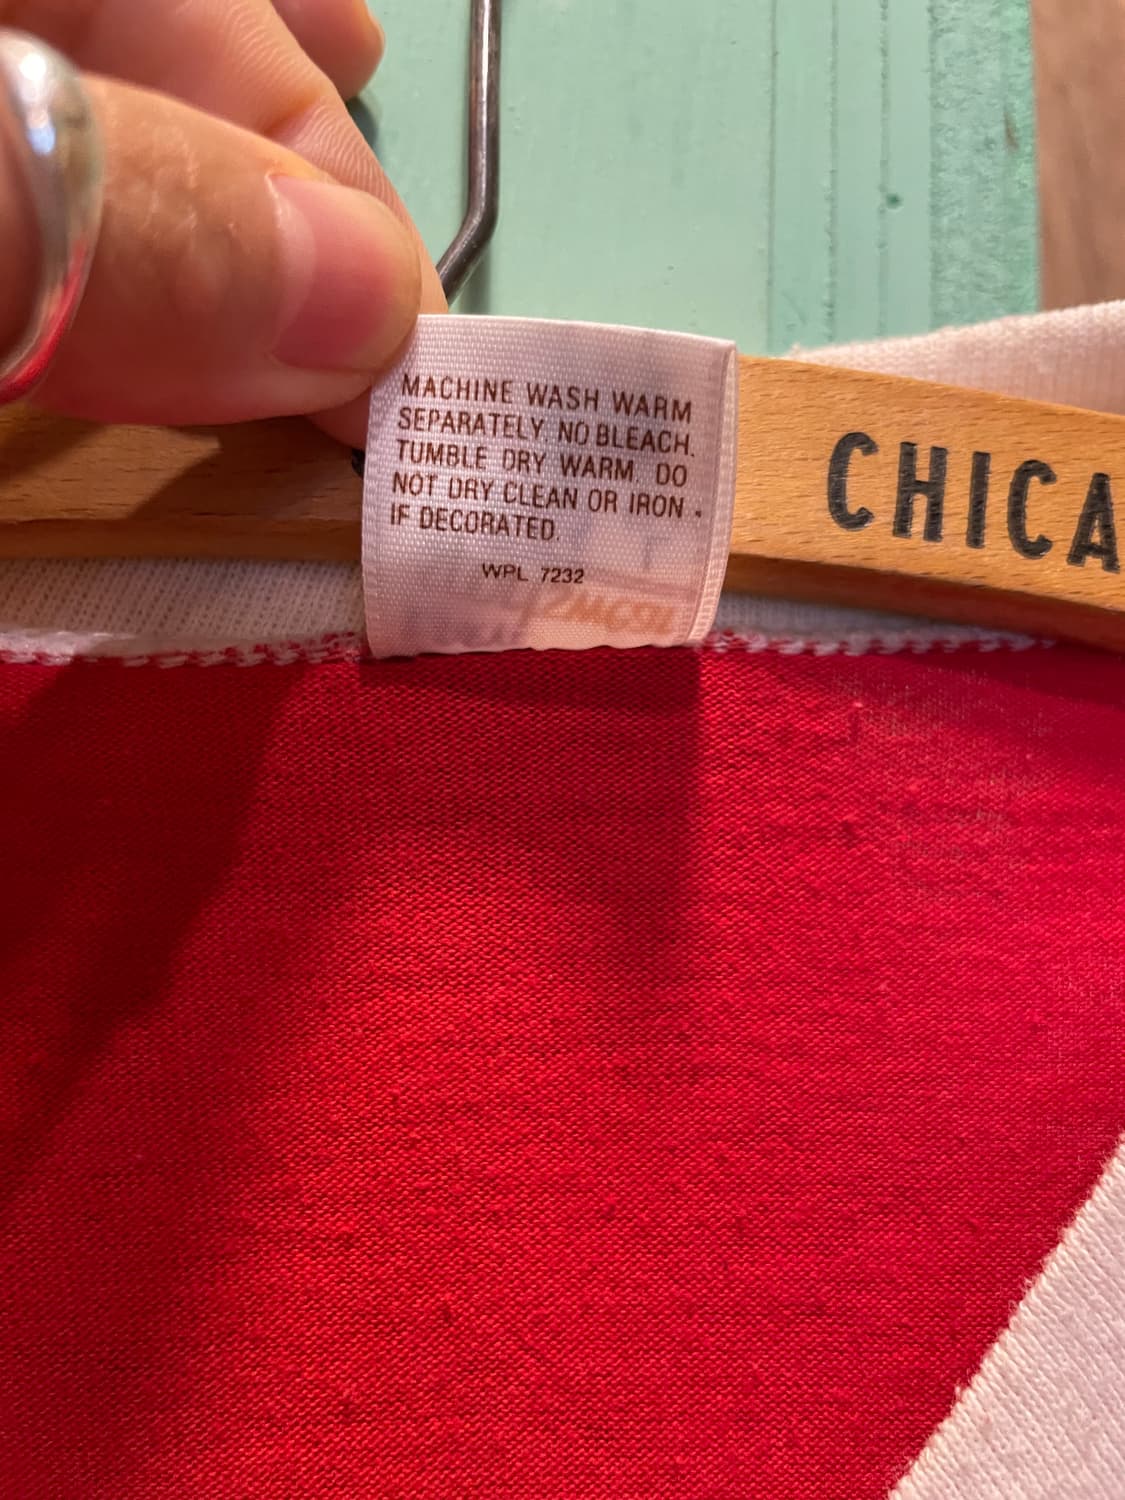 MACHINE WASH WARM
SEPARATELY. NO BLEACH.
TUMBLE DRY WARM. DO
NOT DRY CLEAN OR IRON.
IF DECORATED.
WPL 7232
CHICA